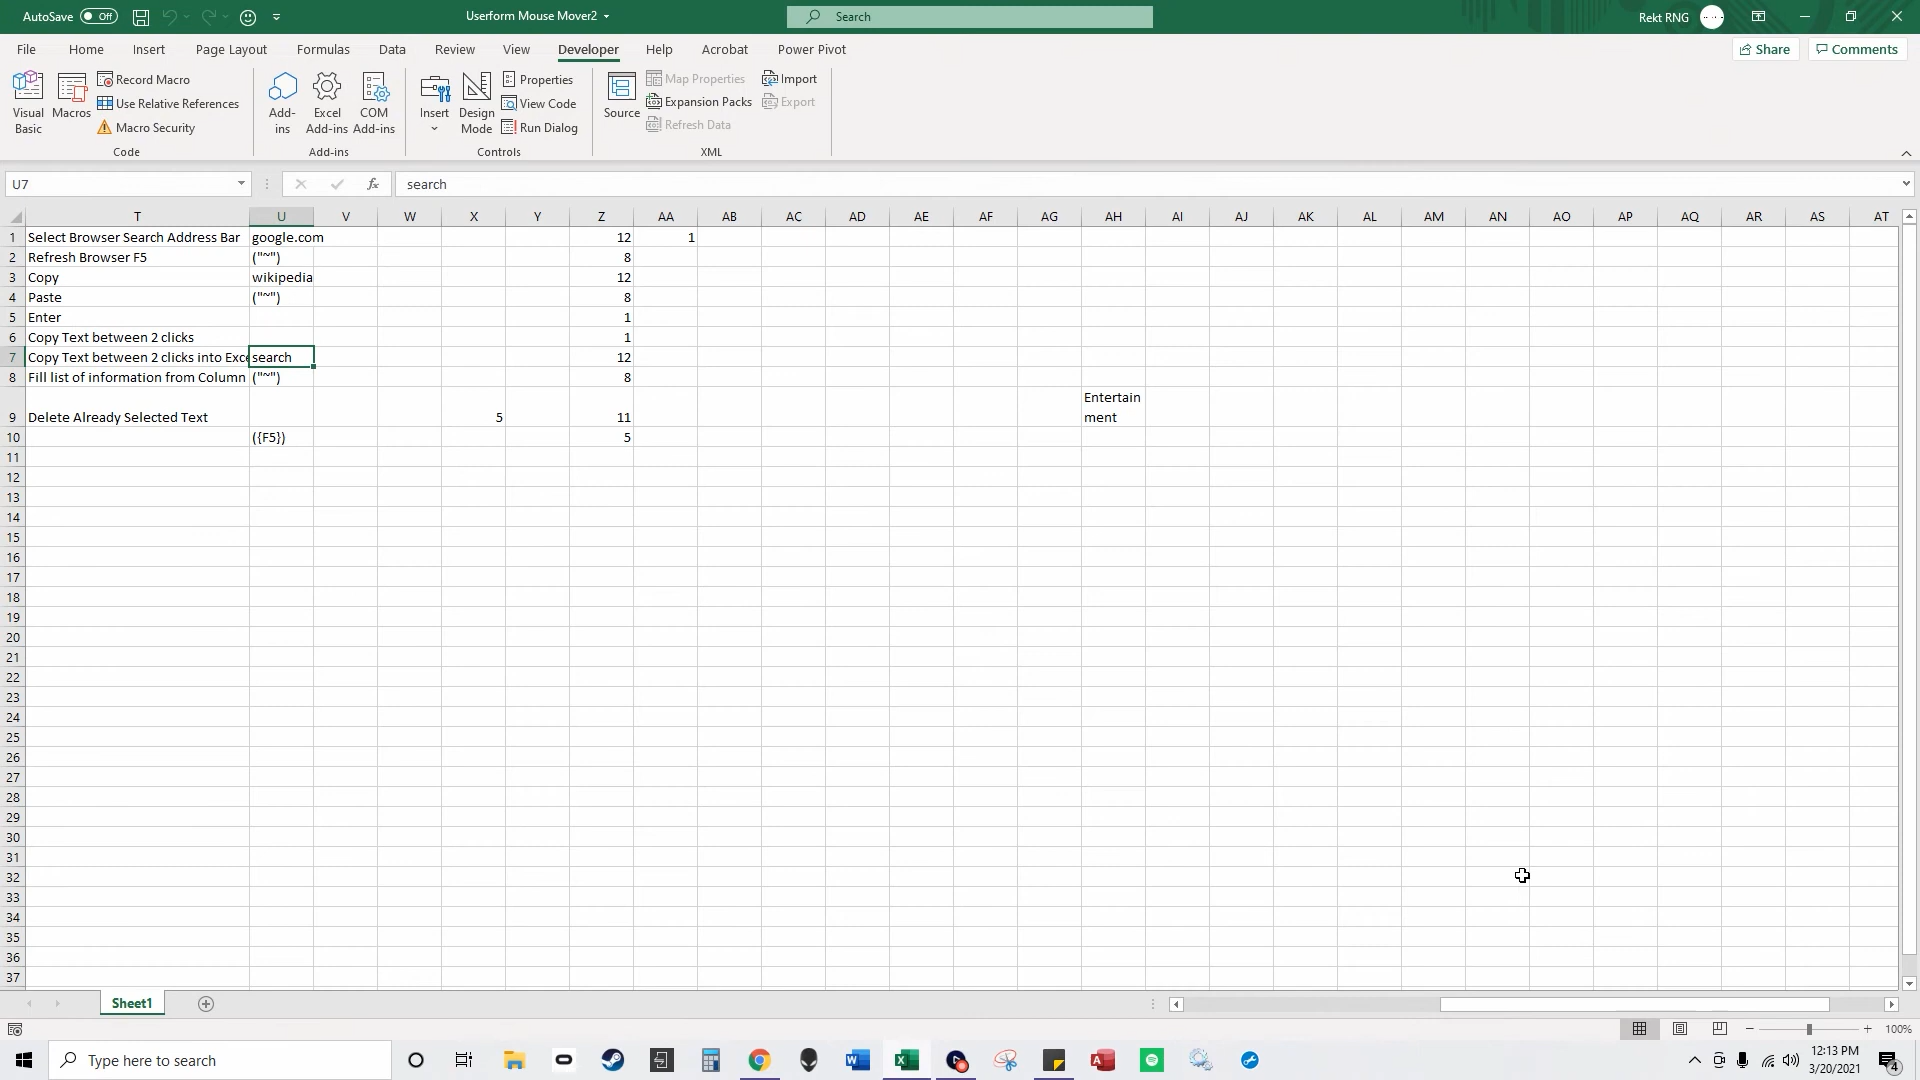 AutoSave Off Userform Mouse Mover2 Search Rekt RNG
File Home Insert Page Layout Formulas Data Review View Developer Help Acrobat Power Pivot Share Comments
Visual Basic
Macros
Record Macro
Use Relative References
Macro Security
Code
Add-ins
Excel Add-ins
COM Add-ins
Add-ins
Insert
Design Mode
Properties
View Code
Run Dialog
Controls
Source
Map Properties
Expansion Packs
Refresh Data
Import
Export
XML
U7 fx search
T U V W X Y Z AA AB AC AD AE AF AG AH AI AJ AK AL AM AN AO AP AQ AR AS AT
1 Select Browser Search Address Bar google.com 12 1
2 Refresh Browser F5 ("~") 8
3 Copy wikipedia 12
4 Paste ("~") 8
5 Enter 1
6 Copy Text between 2 clicks 1
7 Copy Text between 2 clicks into Exce search 12
8 Fill list of information from Column ("~") 8
Entertain
9 Delete Already Selected Text 5 11 ment
10 ({F5}) 5
11
12
13
14
15
16
17
18
19
20
21
22
23
24
25
26
27
28
29
30
31
32
33
34
35
36
37
Sheet1
100%
Type here to search
12:13 PM
3/20/2021
4